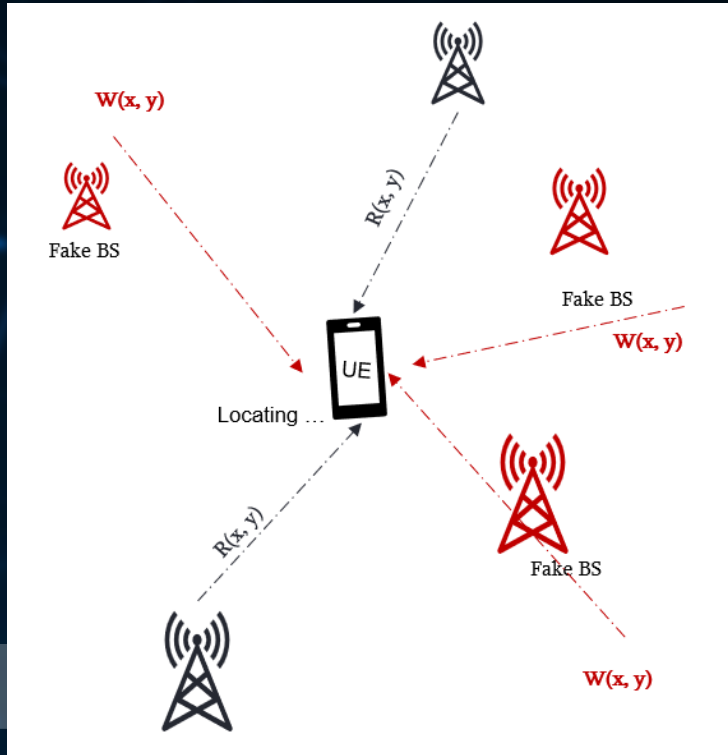 W(x, y)
Fake BS
R(x, y)
Fake BS
W(x, y)
UE
Locating ...
R(x, y)
Fake BS
W(x, y)